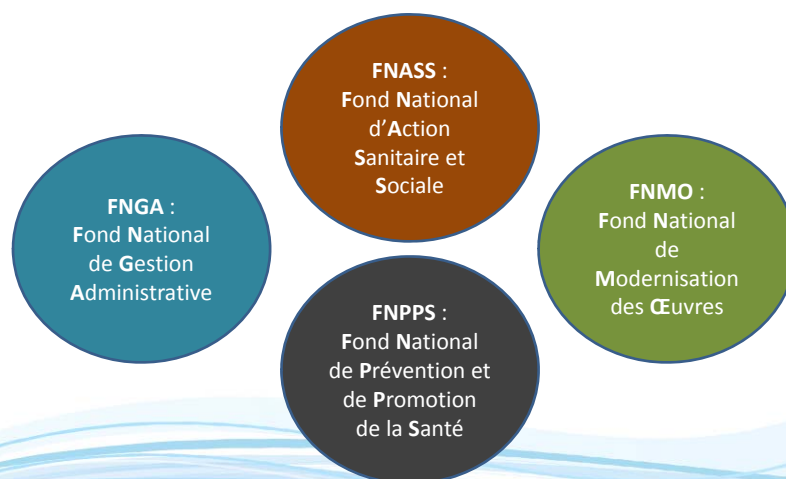 FNASS :
Fond National
d’Action
Sanitaire et
Sociale
FNGA :
Fond National
de Gestion
Administrative
FNMO :
Fond National
de
Modernisation
des Œuvres
FNPPS :
Fond National
de Prévention et
de Promotion
de la Santé